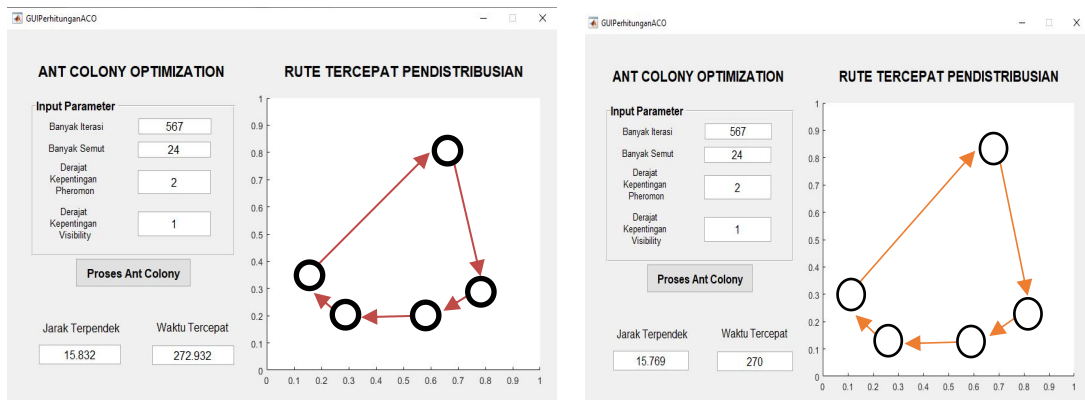 GUIPerhitunganACO
ANT COLONY OPTIMIZATION
RUTE TERCEPAT PENDISTRIBUSIAN
Input Parameter
Banyak Iterasi
567
Banyak Semut
24
Derajat
Kepentingan
Pheromon
2
Derajat
Kepentingan
Visibility
1
Proses Ant Colony
Jarak Terpendek
Waktu Tercepat
15.832
272.932
1
0.9
0.8
0.7
0.6
0.5
0.4
0.3
0.2
0.1
0
0 0.1 0.2 0.3 0.4 0.5 0.6 0.7 0.8 0.9 1
GUIPerhitunganACO
ANT COLONY OPTIMIZATION
RUTE TERCEPAT PENDISTRIBUSIAN
Input Parameter
Banyak Iterasi
567
Banyak Semut
24
Derajat
Kepentingan
Pheromon
2
Derajat
Kepentingan
Visibility
1
Proses Ant Colony
Jarak Terpendek
Waktu Tercepat
15.769
270
1
0.9
0.8
0.7
0.6
0.5
0.4
0.3
0.2
0.1
0
0 0.1 0.2 0.3 0.4 0.5 0.6 0.7 0.8 0.9 1